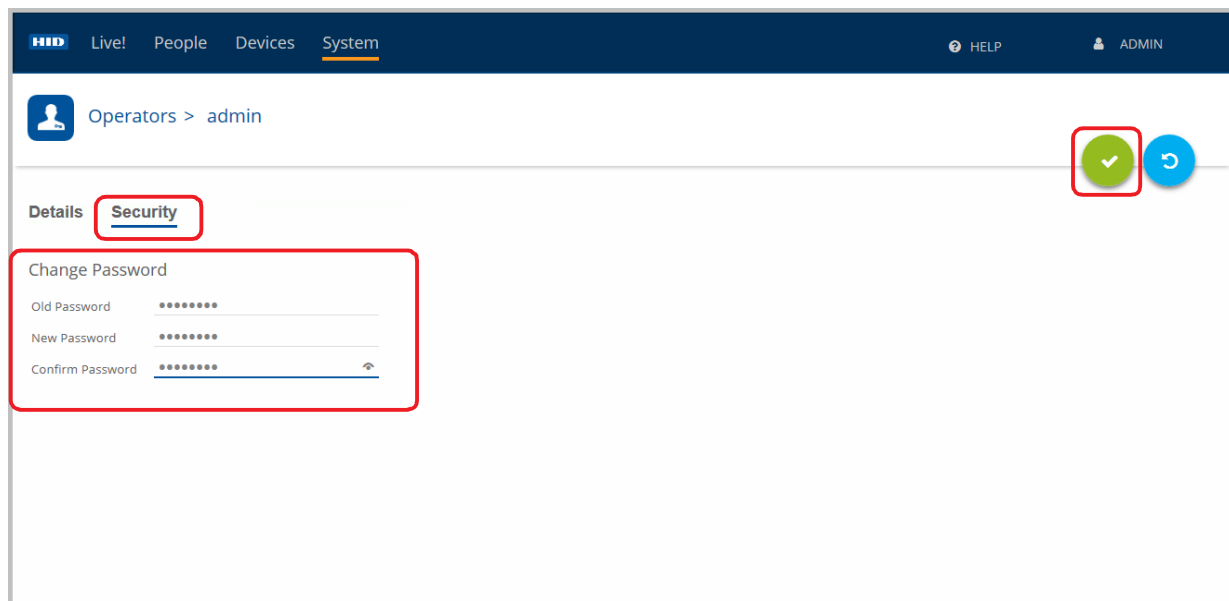 HID Live! People Devices System HELP ADMIN
Operators > admin
Details Security
Change Password
Old Password ••••••••
New Password ••••••••
Confirm Password ••••••••